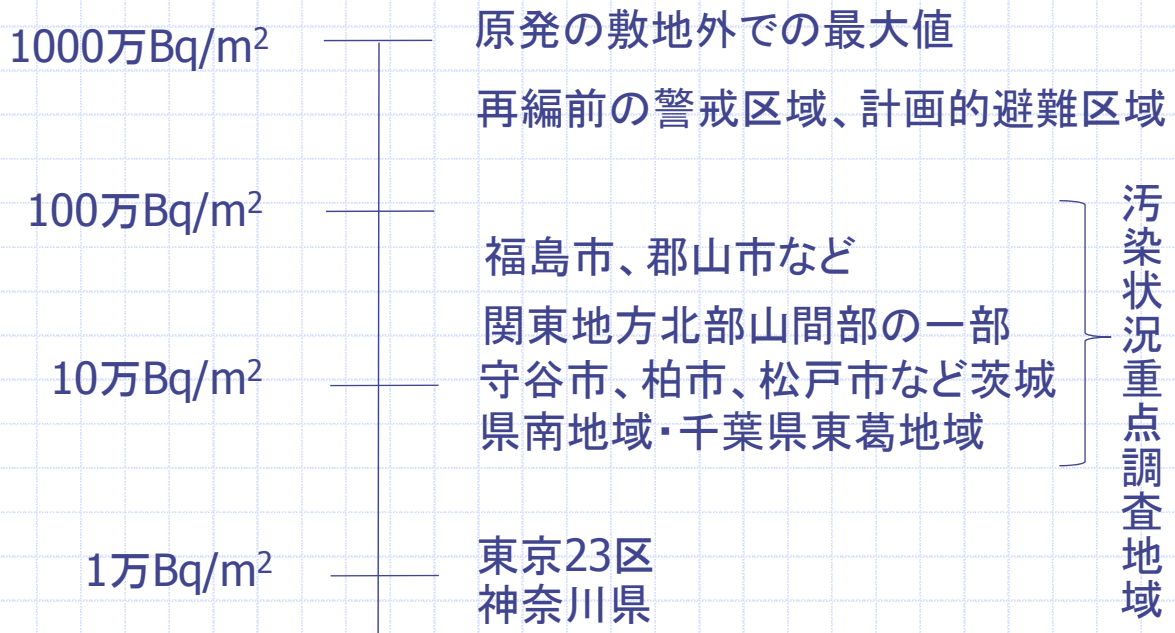 1000万Bq/m²
原発の敷地外での最大値
再編前の警戒区域、計画的避難区域
100万Bq/m²
福島市、郡山市など
関東地方北部山間部の一部
10万Bq/m²
守谷市、柏市、松戸市など茨城
県南地域・千葉県東葛地域
汚染状況重点調査地域
1万Bq/m²
東京23区
神奈川県